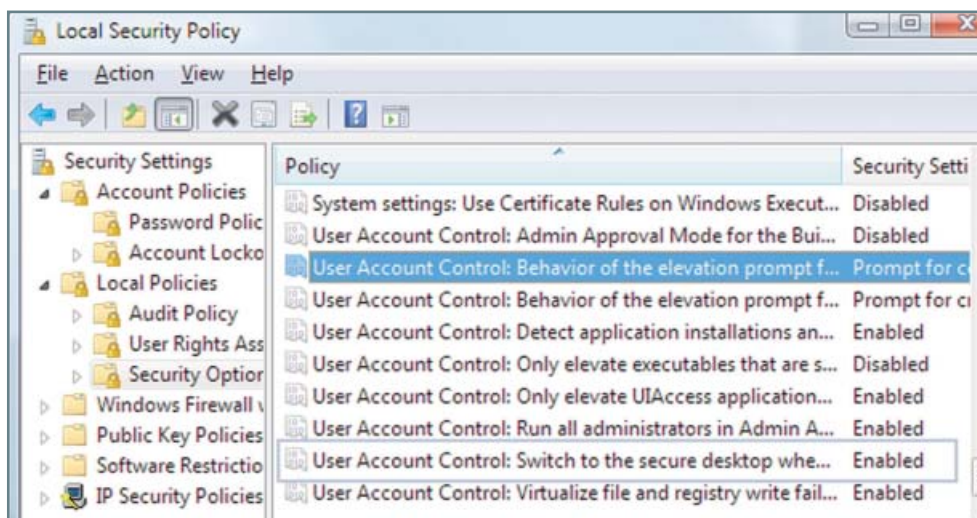 Local Security Policy
File Action View Help
Security Settings
Account Policies
Password Polic
Account Locko
Local Policies
Audit Policy
User Rights Ass
Security Option
Windows Firewall
Public Key Policies
Software Restrictio
IP Security Policies
Policy Security Setti
System settings: Use Certificate Rules on Windows Execut... Disabled
User Account Control: Admin Approval Mode for the Bui... Disabled
User Account Control: Behavior of the elevation prompt f... Prompt for co
User Account Control: Behavior of the elevation prompt f... Prompt for cr
User Account Control: Detect application installations an... Enabled
User Account Control: Only elevate executables that are s... Disabled
User Account Control: Only elevate UIAccess application... Enabled
User Account Control: Run all administrators in Admin A... Enabled
User Account Control: Switch to the secure desktop whe... Enabled
User Account Control: Virtualize file and registry write fail... Enabled